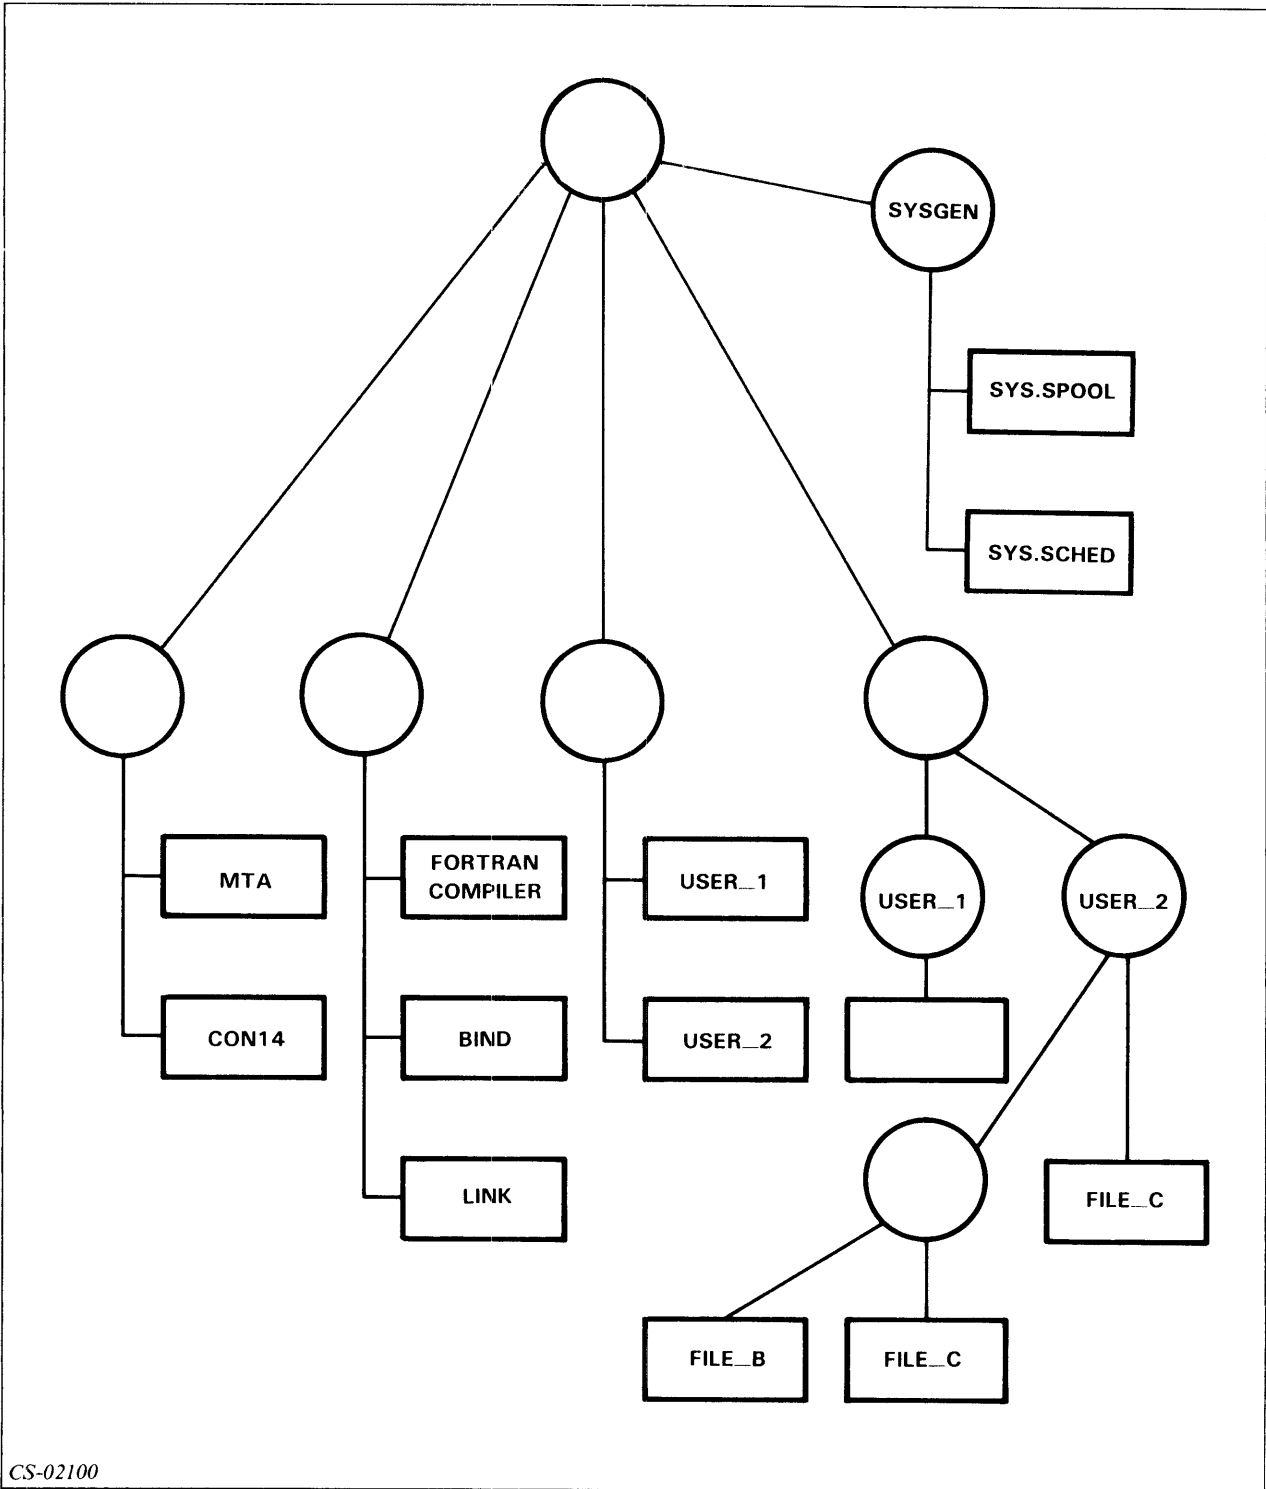 SYSGEN
SYS.SPOOL
SYS.SCHED
MTA
FORTRAN
COMPILER
USER_1
USER_1
USER_2
CON14
BIND
USER_2
LINK
FILE_C
FILE_B
FILE_C
CS-02100